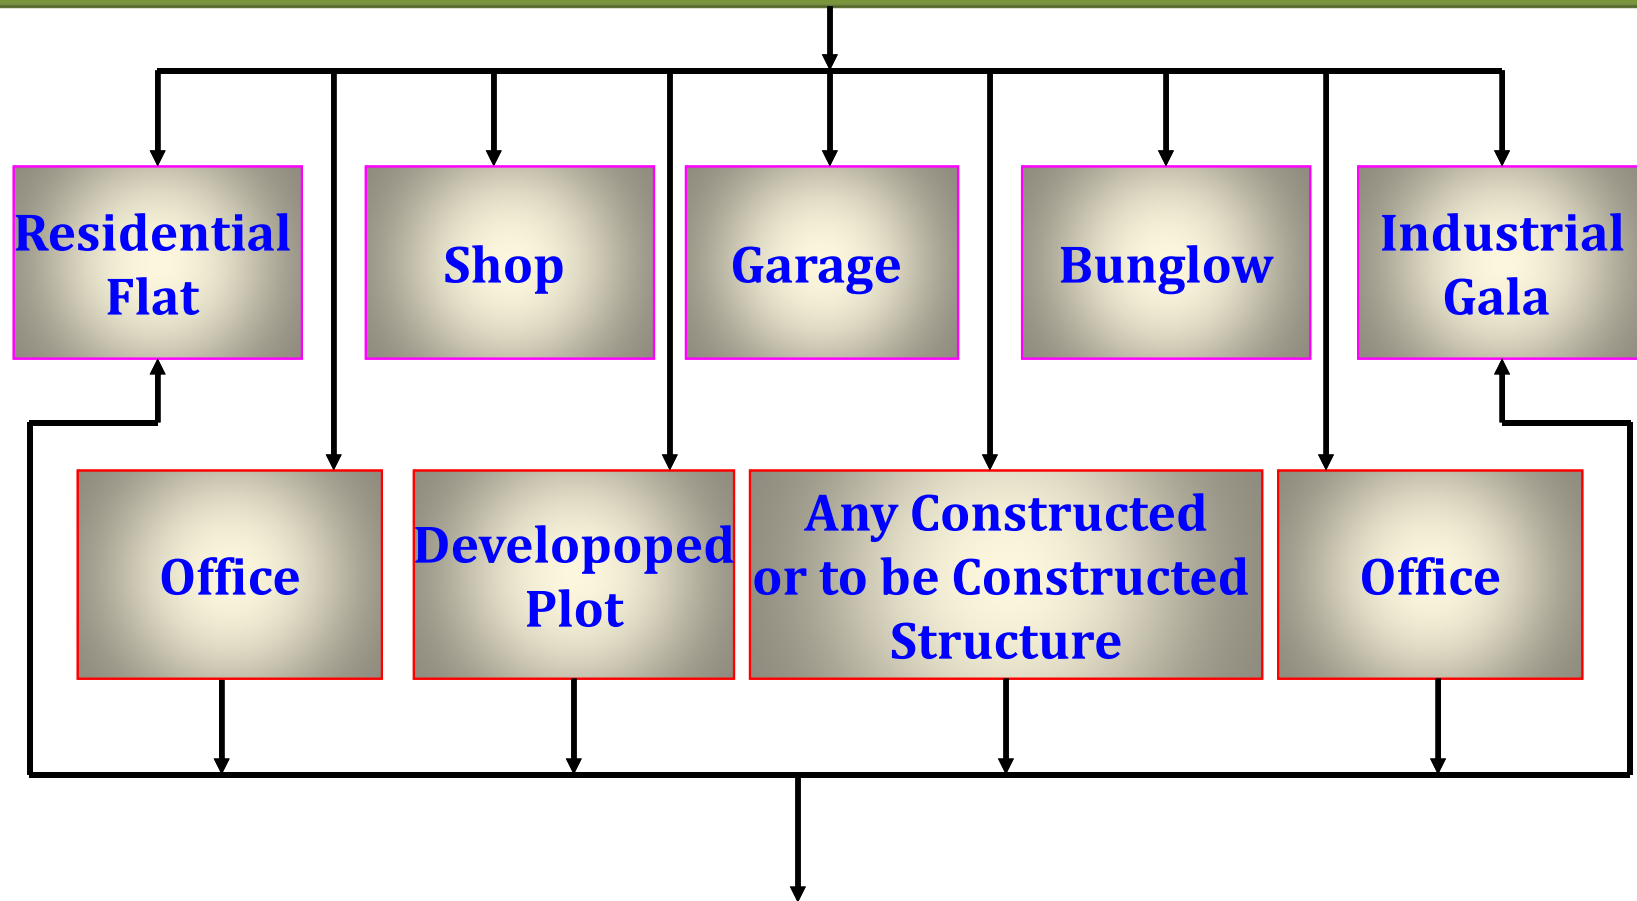 Residential
Flat
Shop
Garage
Bunglow
Industrial
Gala
Office
Developoped
Plot
Any Constructed
or to be Constructed
Structure
Office